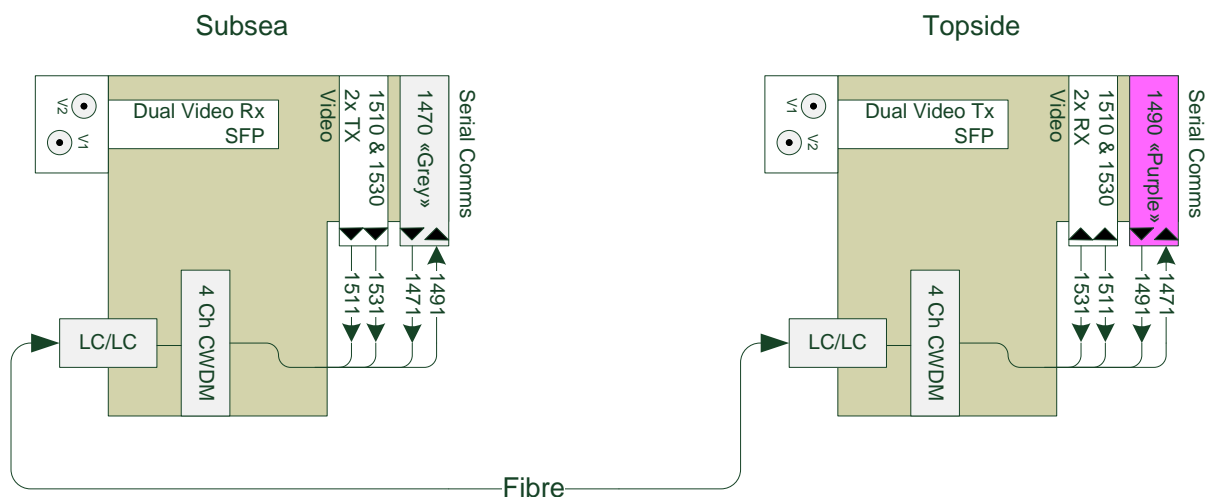 Subsea
Topside
V2
V1
Dual Video Rx
SFP
Video
2x TX
1510 & 1530
1470 «Grey»
Serial Comms
1511
1531
1471
1491
LC/LC
4 Ch CWDM
V1
V2
Dual Video Tx
SFP
Video
2x RX
1510 & 1530
1490 «Purple»
Serial Comms
1531
1511
1491
1471
LC/LC
4 Ch CWDM
Fibre